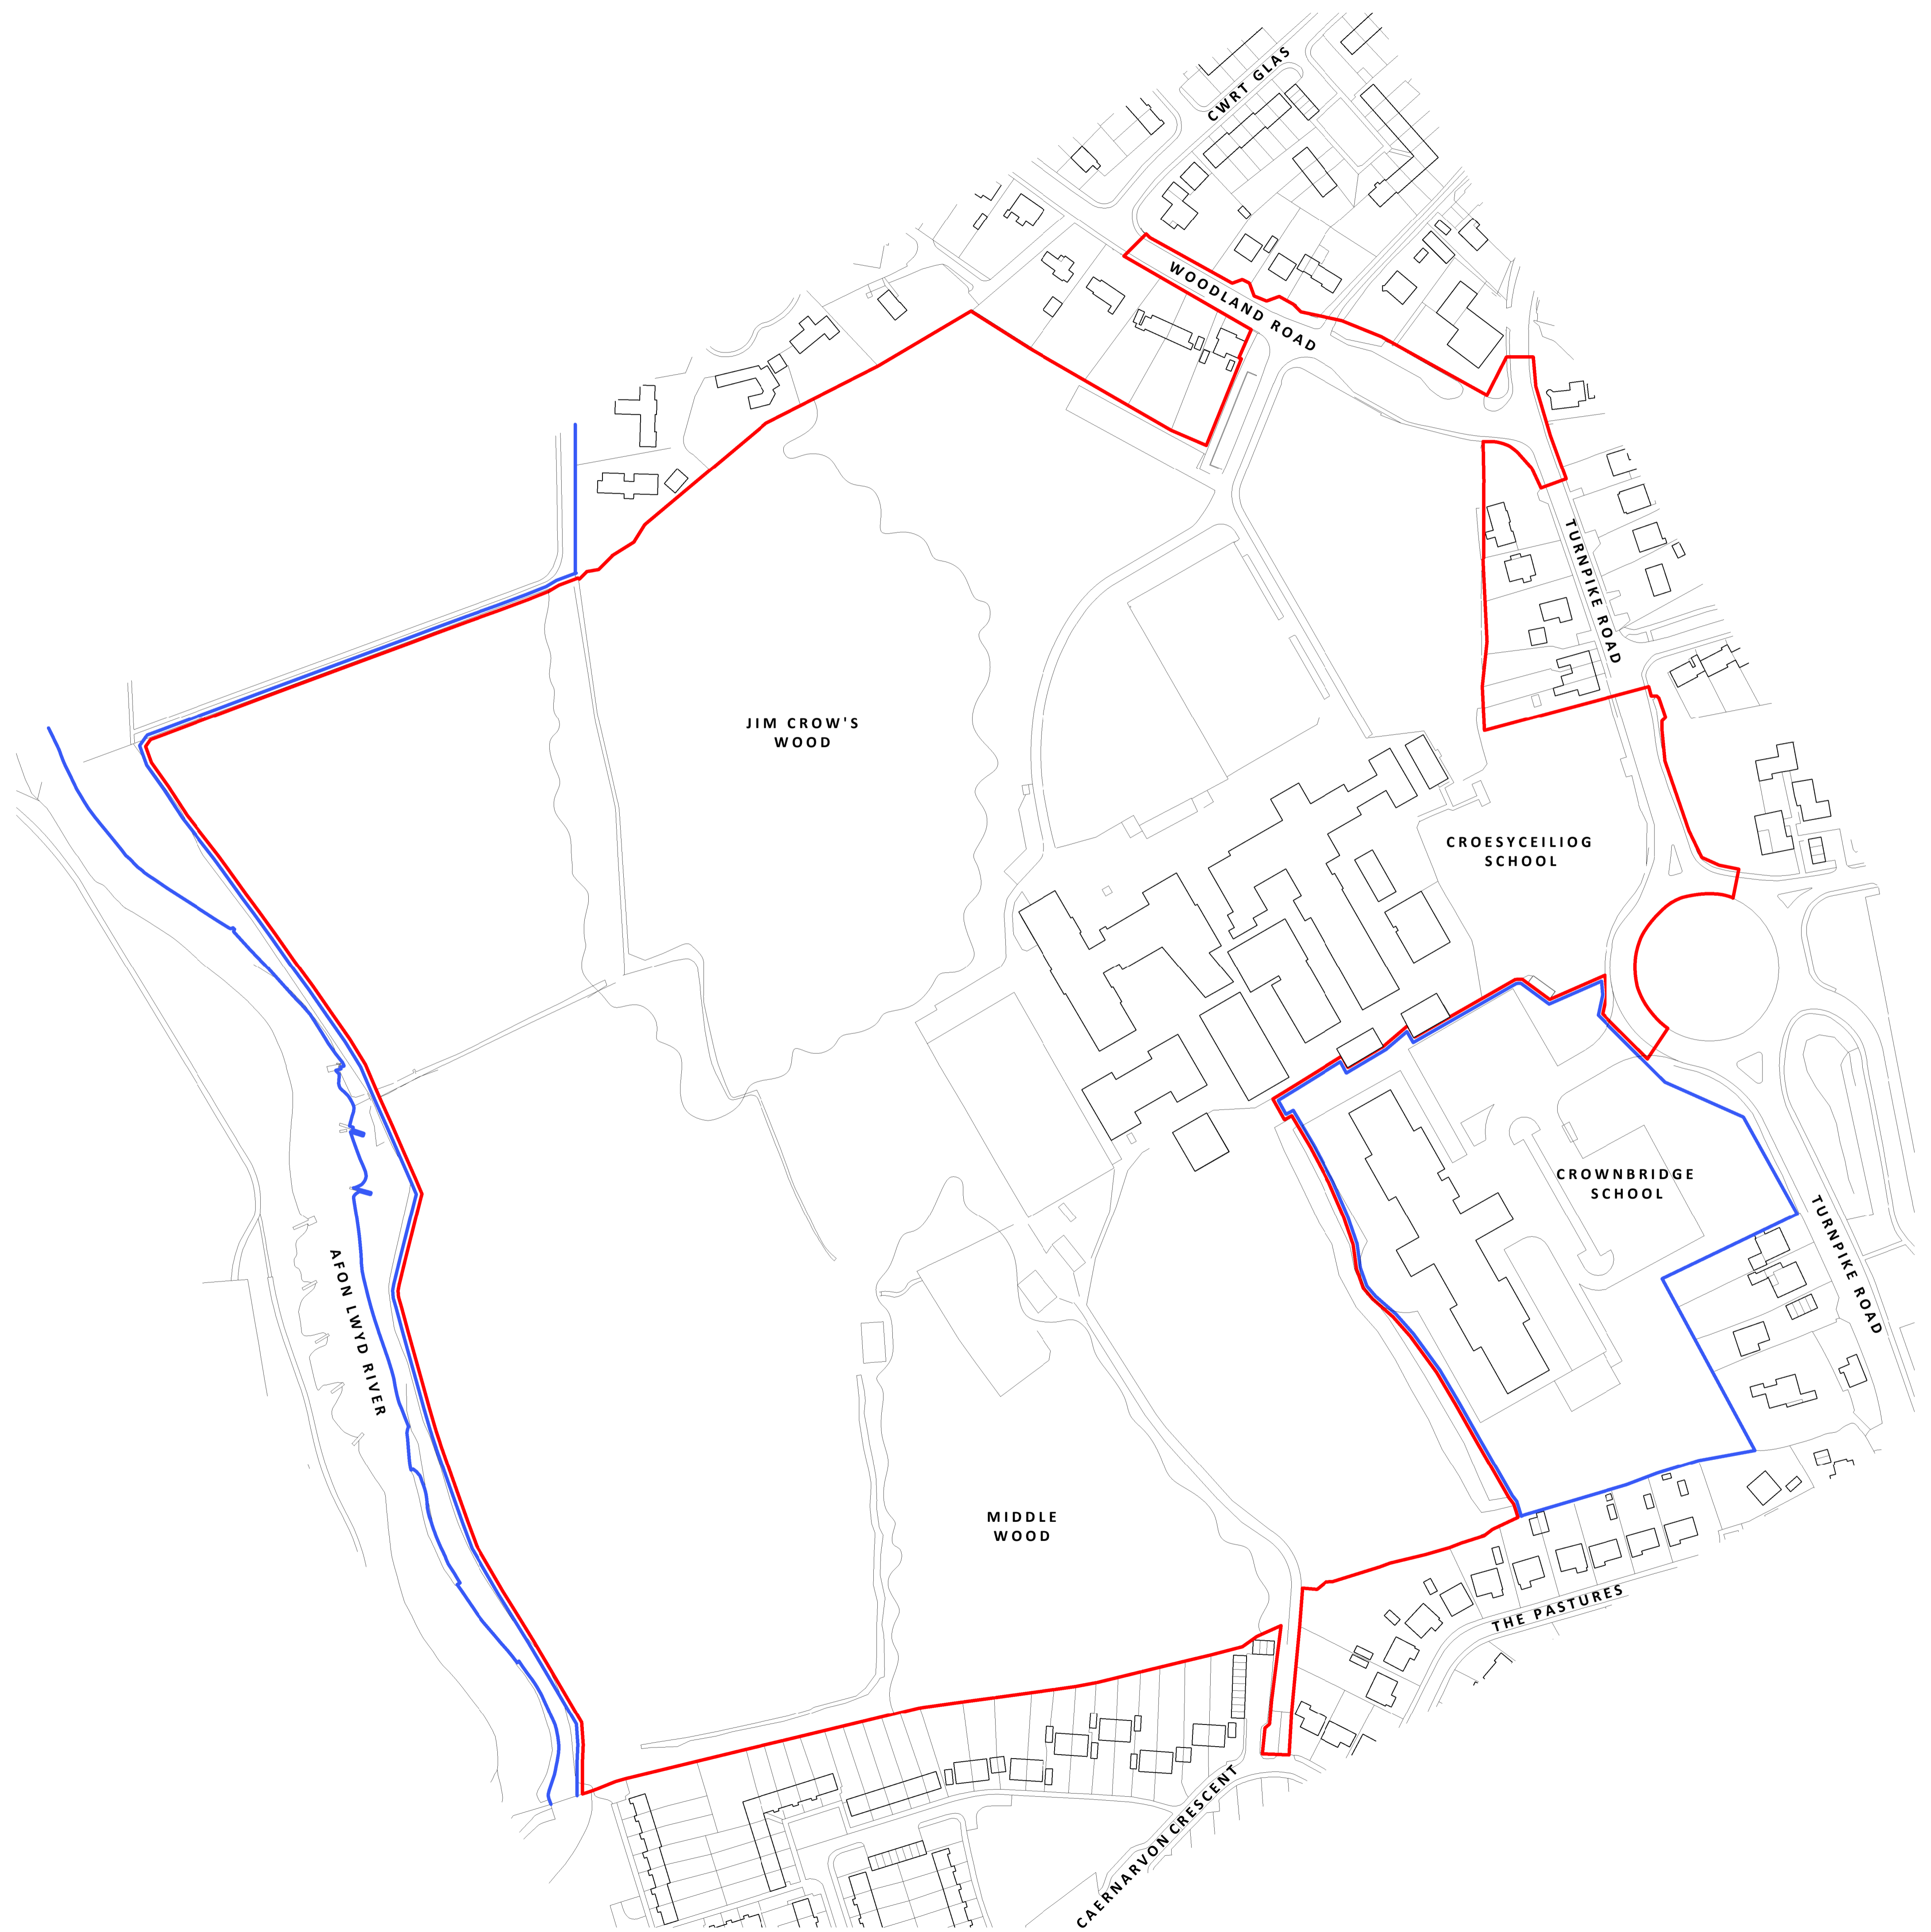 CWRT GLAS
WOODLAND ROAD
TURNPIKE ROAD
JIM CROW'S
WOOD
CROESYCEILIOG
SCHOOL
CROWNBRIDGE
SCHOOL
TURNPIKE ROAD
AFON LWYD RIVER
MIDDLE
WOOD
THE PASTURES
CAERNARVON CRESCENT